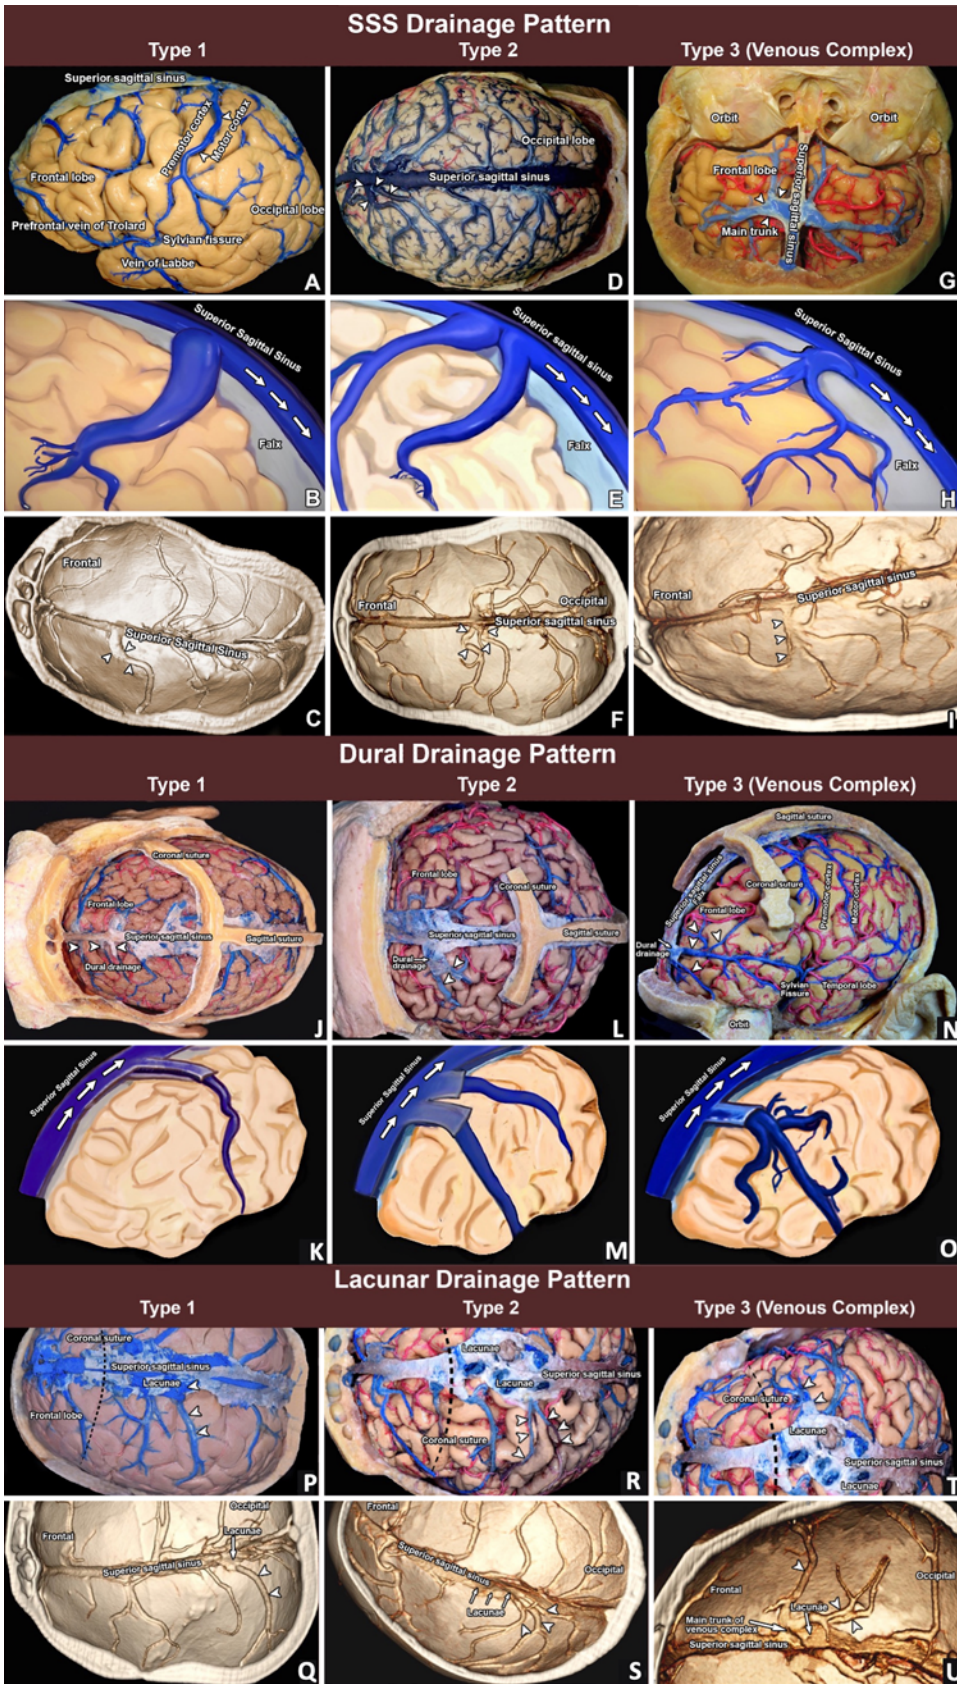 SSS Drainage Pattern
Type 1
Type 2
Type 3 (Venous Complex)
Superior sagittal sinus
Premotor cortex
Motor cortex
Frontal lobe
Occipital lobe
Prefrontal vein of Trolard
Sylvian fissure
Vein of Labbe
A
Occipital lobe
Superior sagittal sinus
D
Orbit
Orbit
Frontal lobe
Superior sagittal sinus
Main trunk
G
Superior Sagittal Sinus
Falx
B
Superior sagittal sinus
Falx
E
Superior Sagittal Sinus
Falx
H
Frontal
Superior Sagittal Sinus
C
Frontal
Occipital
Superior sagittal sinus
F
Frontal
Superior sagittal sinus
I
Dural Drainage Pattern
Type 1
Type 2
Type 3 (Venous Complex)
Coronal suture
Frontal lobe
Superior sagittal sinus
Sagittal suture
Dural drainage
J
Frontal lobe
Coronal suture
Superior sagittal sinus
Sagittal suture
Dural
drainage
L
Sagittal suture
Superior sagittal sinus
Falx
Coronal suture
Premotor cortex
Motor cortex
Frontal lobe
Dural
drainage
Sylvian
Fissure
Temporal lobe
Orbit
N
Superior Sagittal Sinus
K
Superior Sagittal Sinus
M
Superior Sagittal Sinus
O
Lacunar Drainage Pattern
Type 1
Type 2
Type 3 (Venous Complex)
Coronal suture
Superior sagittal sinus
Lacunae
Frontal lobe
P
Lacunae
Superior sagittal sinus
Lacunae
Coronal suture
R
Coronal suture
Lacunae
Superior sagittal sinus
Lacunae
T
Occipital
Lacunae
Frontal
Superior sagittal sinus
Q
Frontal
Superior sagittal sinus
Occipital
Lacunae
S
Frontal
Occipital
Lacunae
Main trunk of
venous complex
Superior sagittal sinus
U